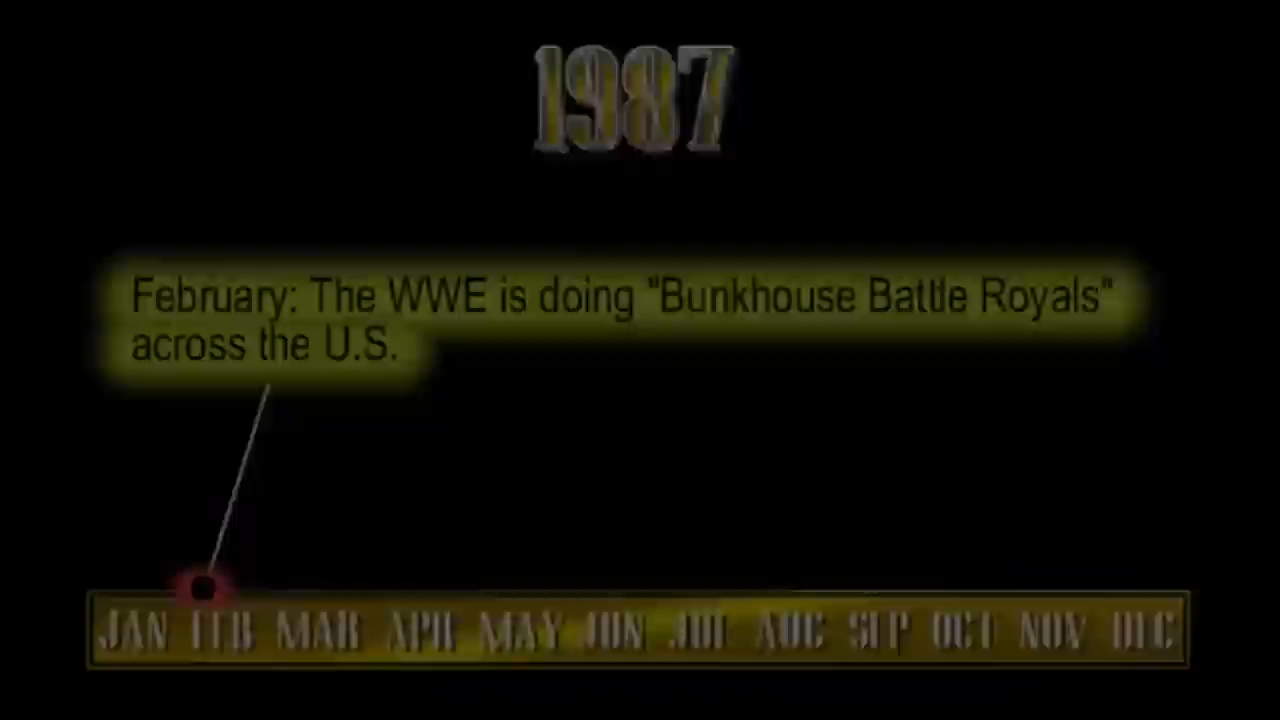 1987
February: The WWE is doing "Bunkhouse Battle Royals"
across the U.S.
JAN FEB MAR APR MAY JUN JUL AUG SEP OCT NOV DEC